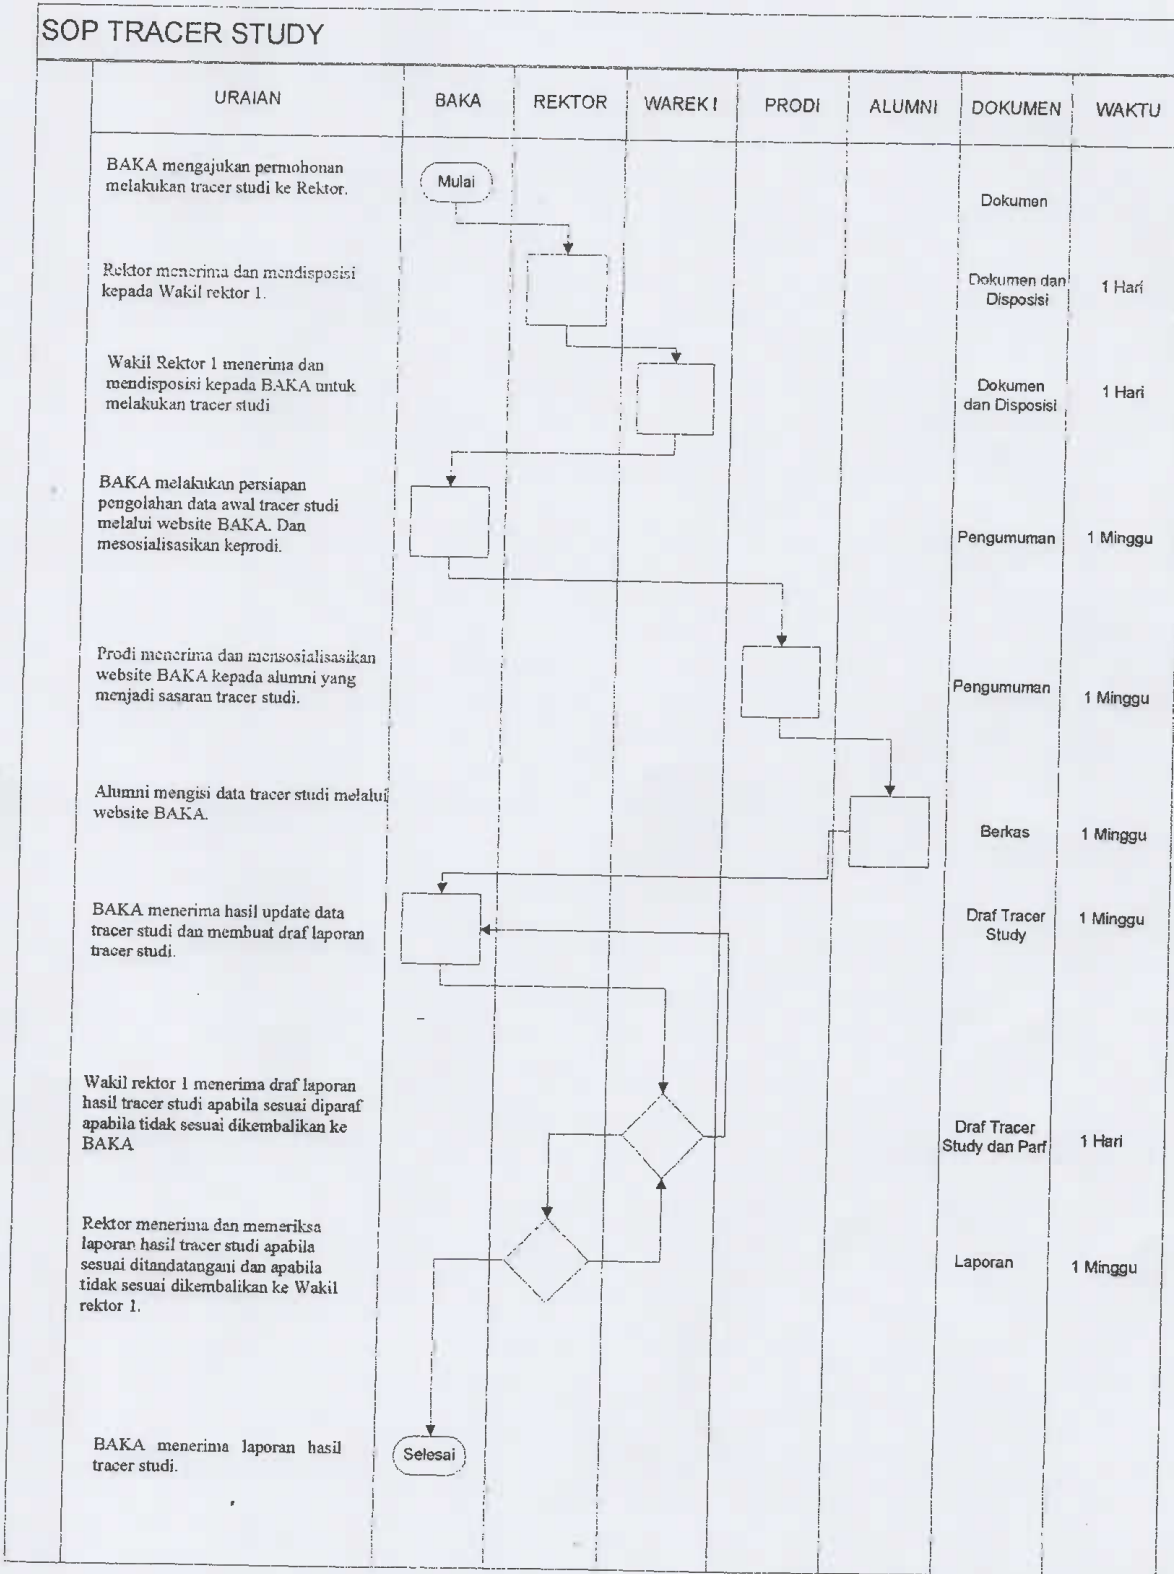 SOP TRACER STUDY
URAIAN BAKA REKTOR WAREK I PRODI ALUMNI DOKUMEN WAKTU
BAKA mengajukan permohonan
melakukan tracer studi ke Rektor.
Mulai
Dokumen
Rektor menerima dan mendisposisi
kepada Wakil rektor 1.
Dokumen dan
Disposisi
1 Hari
Wakil Rektor 1 menerima dan
mendisposisi kepada BAKA untuk
melakukan tracer studi
Dokumen
dan Disposisi
1 Hari
BAKA melakukan persiapan
pengolahan data awal tracer studi
melalui website BAKA. Dan
mesosialisasikan keprodi.
Pengumuman
1 Minggu
Prodi menerima dan mensosialisasikan
website BAKA kepada alumni yang
menjadi sasaran tracer studi.
Pengumuman
1 Minggu
Alumni mengisi data tracer studi melalui
website BAKA.
Berkas
1 Minggu
BAKA menerima hasil update data
tracer studi dan membuat draf laporan
tracer studi.
Draf Tracer
Study
1 Minggu
Wakil rektor 1 menerima draf laporan
hasil tracer studi apabila sesuai diparaf
apabila tidak sesuai dikembalikan ke
BAKA
Draf Tracer
Study dan Parf
1 Hari
Rektor menerima dan memeriksa
laporan hasil tracer studi apabila
sesuai ditandatangani dan apabila
tidak sesuai dikembalikan ke Wakil
rektor 1.
Laporan
1 Minggu
BAKA menerima laporan hasil
tracer studi.
Selesai